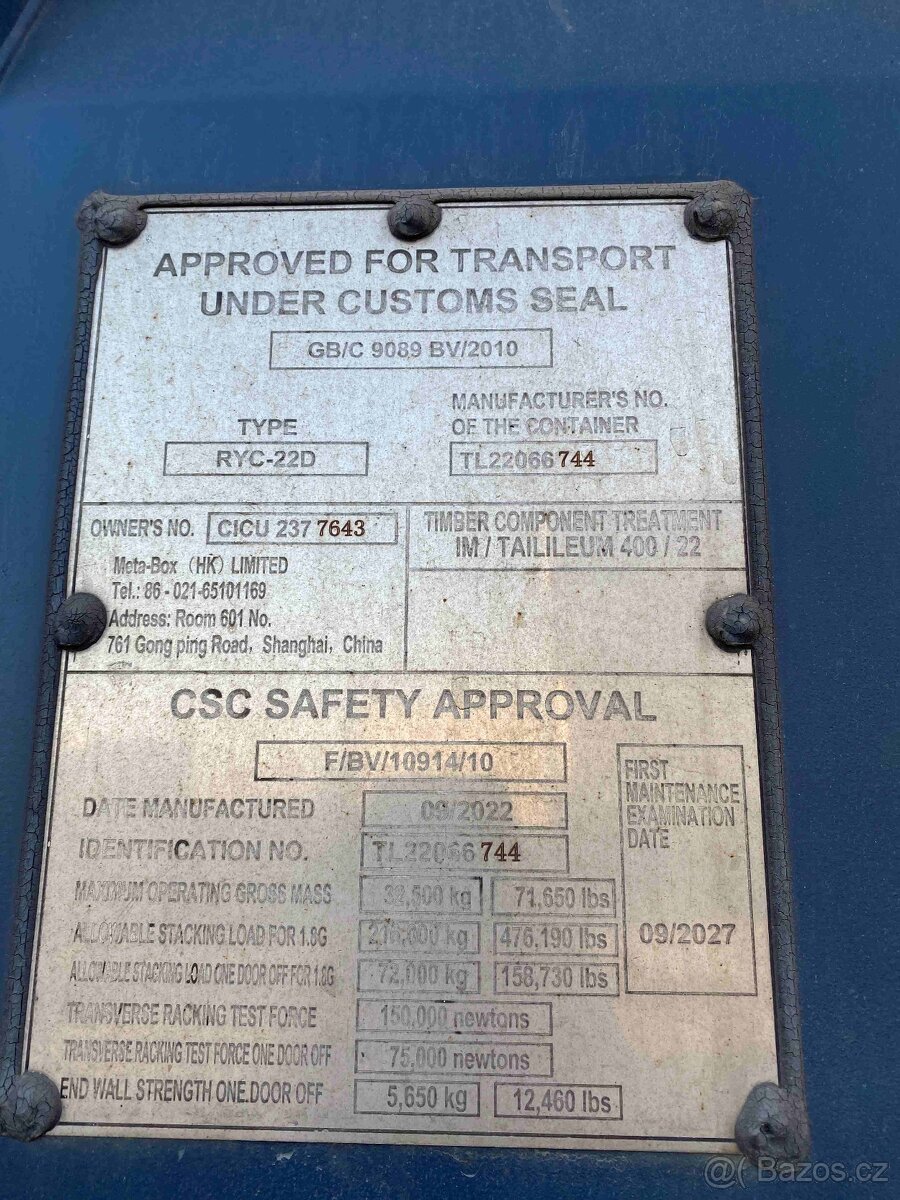 APPROVED FOR TRANSPORT
UNDER CUSTOMS SEAL
GB/C 9089 BV/2010
TYPE
RYC-22D
MANUFACTURER'S NO.
OF THE CONTAINER
TL22066 744
OWNER'S NO. CICU 237 7643
Meta-Box (HK) LIMITED
Tel.: 86 - 021-65101169
Address: Room 601 No.
761 Gong ping Road, Shanghai, China
TIMBER COMPONENT TREATMENT
IM / TAILILEUM 400 / 22
CSC SAFETY APPROVAL
F/BV/10914/10
DATE MANUFACTURED 09/2022
IDENTIFICATION NO. TL22066 744
MAXIMUM OPERATING GROSS MASS 32,500 kg 71,650 lbs
ALLOWABLE STACKING LOAD FOR 1.8G 216,000 kg 476,190 lbs
ALLOWABLE STACKING LOAD ONE DOOR OFF FOR 1.8G 72,000 kg 158,730 lbs
TRANSVERSE RACKING TEST FORCE 150,000 newtons
TRANSVERSE RACKING TEST FORCE ONE DOOR OFF 75,000 newtons
END WALL STRENGTH ONE.DOOR OFF 5,650 kg 12,460 lbs
FIRST
MAINTENANCE
EXAMINATION
DATE
09/2027
@( Bazos.cz